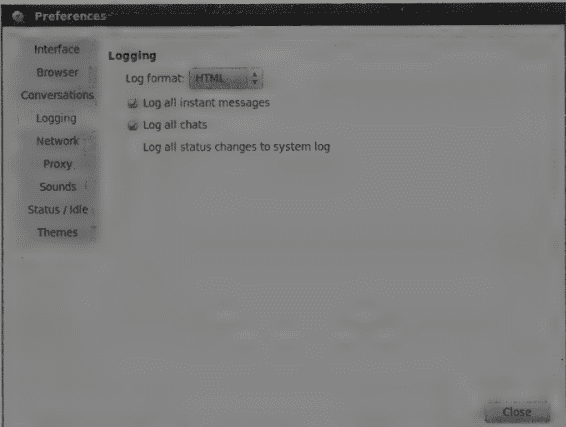 Preferences
Interface
Browser
Conversations
Logging
Network
Proxy
Sounds
Status / Idle
Themes
Logging
Log format: HTML
Log all instant messages
Log all chats
Log all status changes to system log
Close